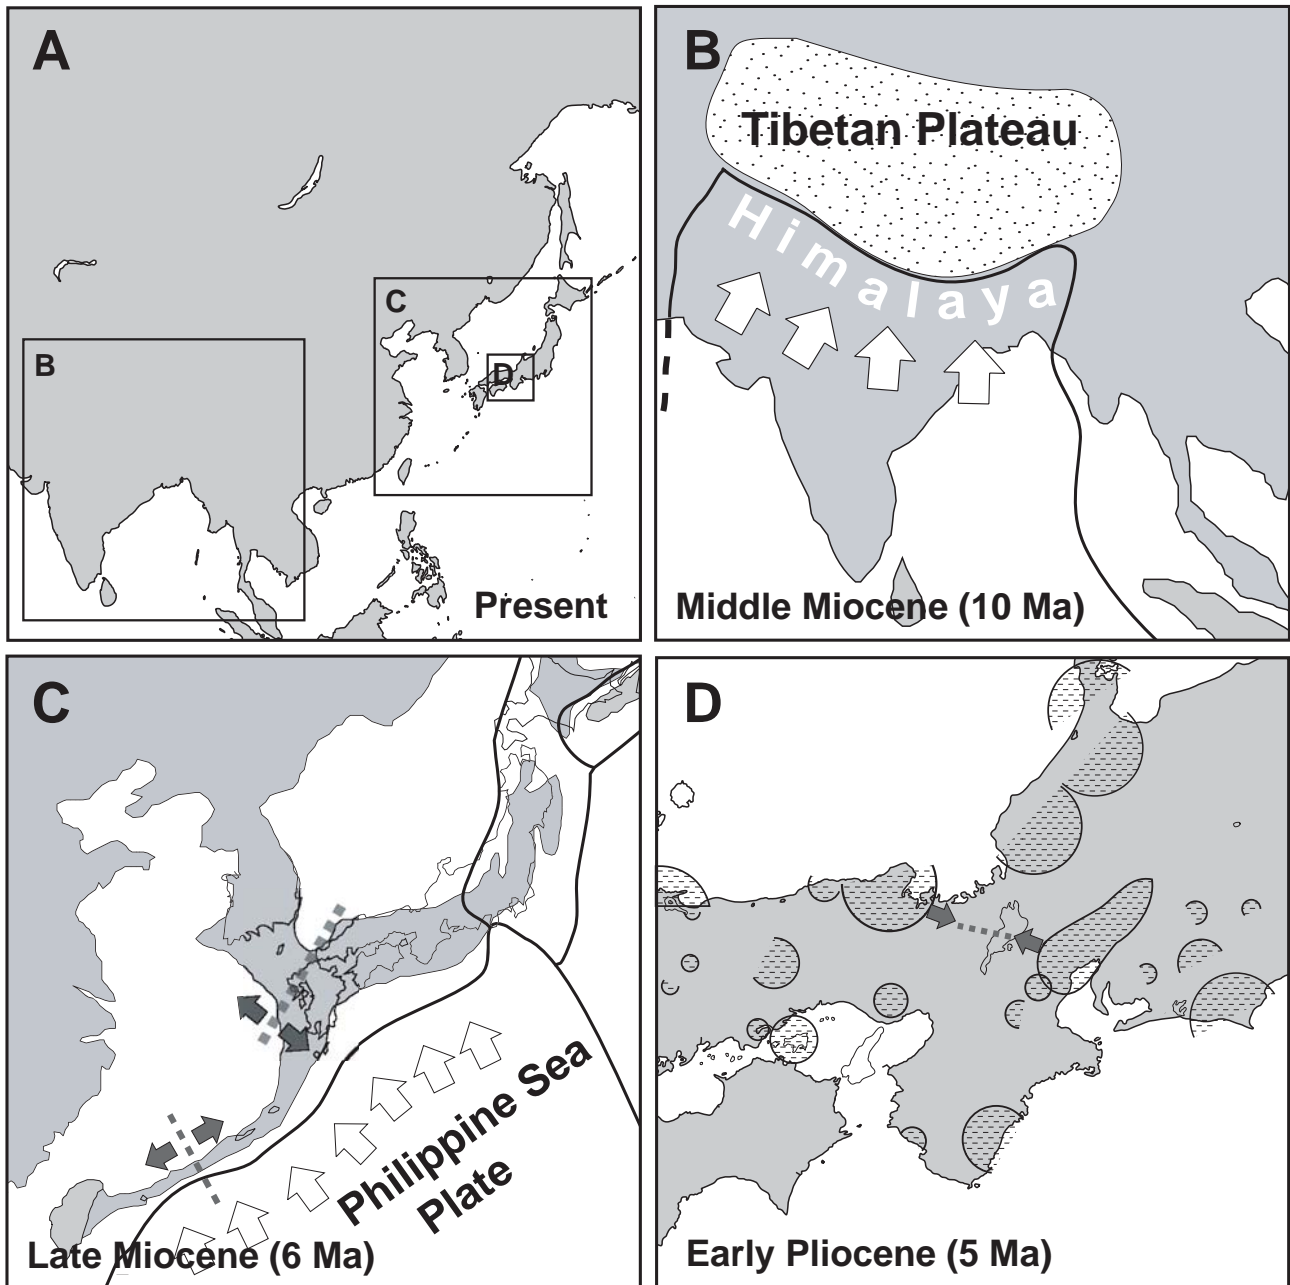 A
B
C
D
Present
B
Tibetan Plateau
Himalaya
Middle Miocene (10 Ma)
C
Philippine Sea
Plate
Late Miocene (6 Ma)
D
Early Pliocene (5 Ma)